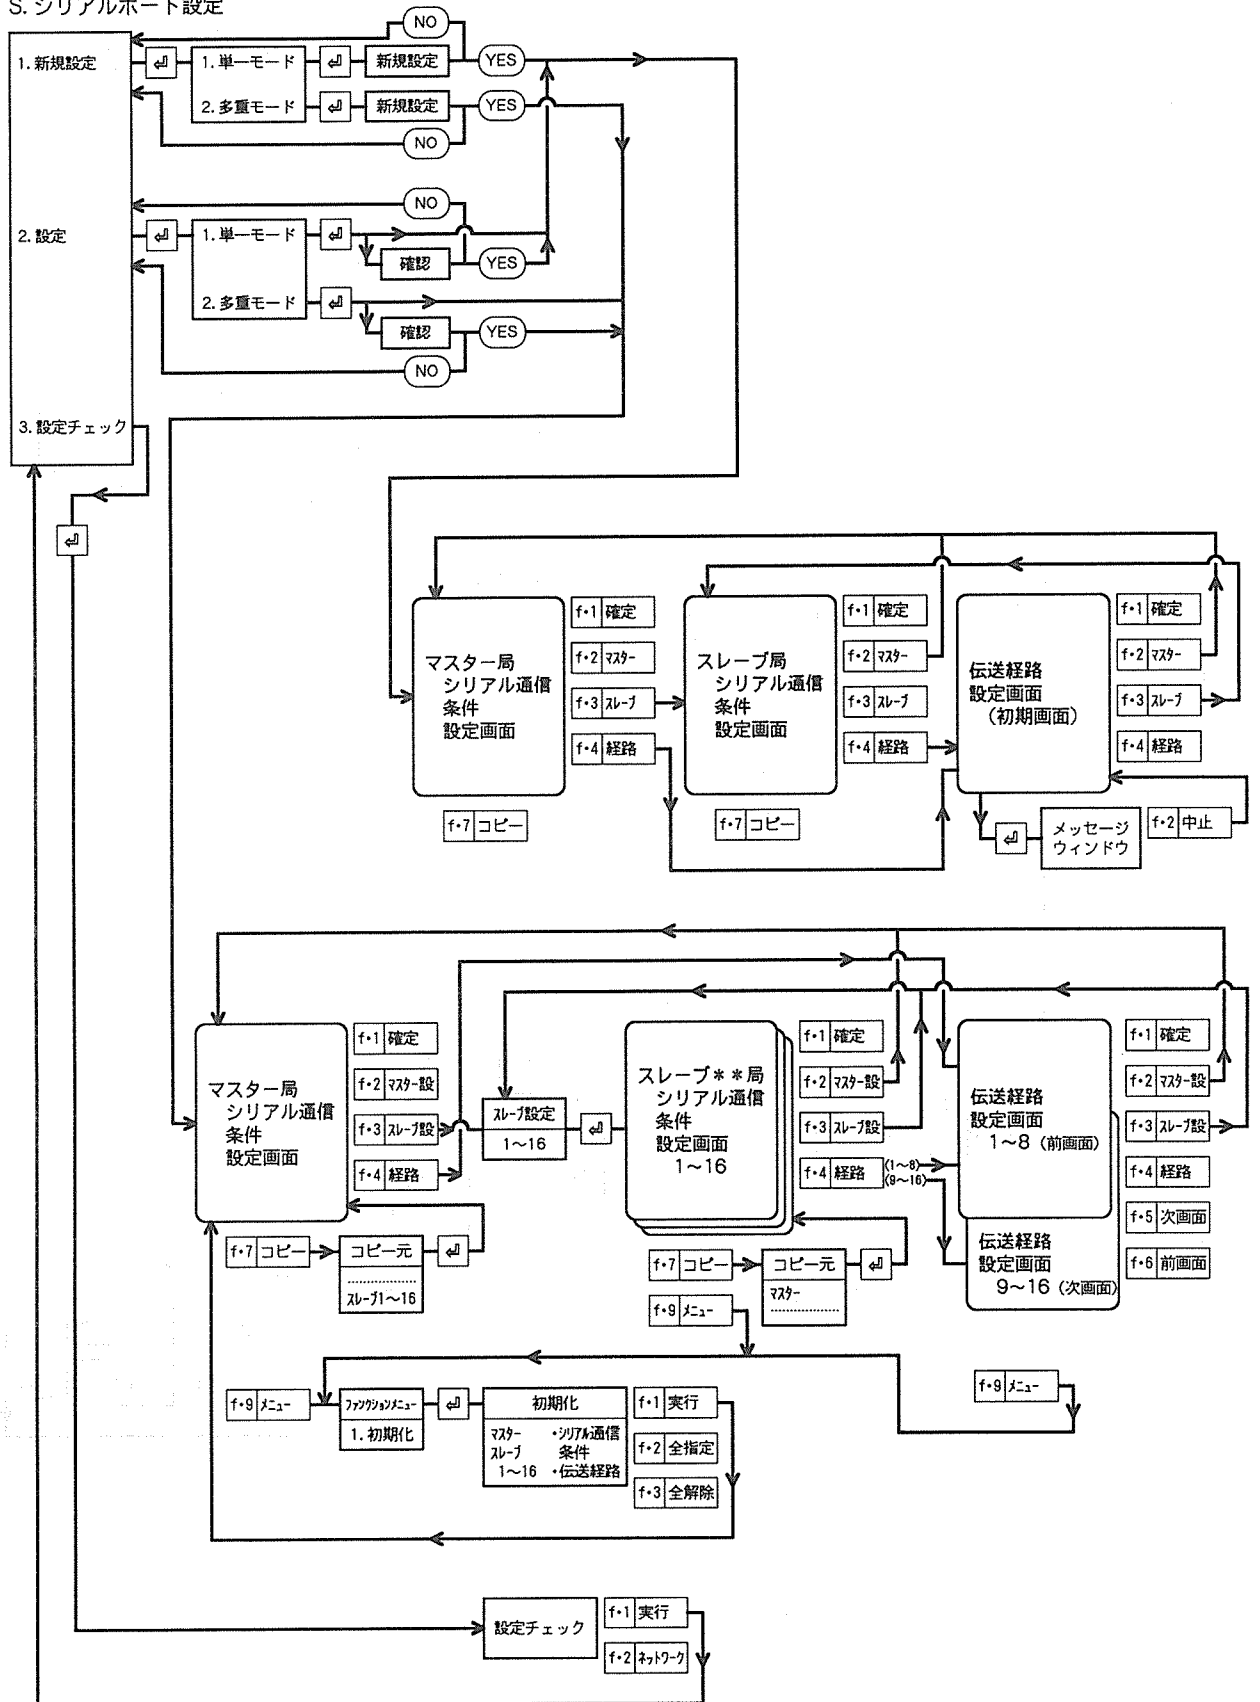 S. シリアルポート設定
NO
1. 新規設定
⏎
1. 単一モード
⏎
新規設定
YES
2. 多重モード
⏎
新規設定
YES
NO
NO
2. 設定
⏎
1. 単一モード
⏎
確認
YES
2. 多重モード
⏎
確認
YES
NO
3. 設定チェック
⏎
マスター局
シリアル通信
条件
設定画面
f・1 確定
f・2 ﾏｽﾀｰ
f・3 ｽﾚｰﾌﾞ
f・4 経路
f・7 コピー
スレーブ局
シリアル通信
条件
設定画面
f・1 確定
f・2 ﾏｽﾀｰ
f・3 ｽﾚｰﾌﾞ
f・4 経路
f・7 コピー
伝送経路
設定画面
(初期画面)
f・1 確定
f・2 ﾏｽﾀｰ
f・3 ｽﾚｰﾌﾞ
f・4 経路
⏎
メッセージ
ウィンドウ
f・2 中止
マスター局
シリアル通信
条件
設定画面
f・1 確定
f・2 ﾏｽﾀｰ設
f・3 ｽﾚｰﾌﾞ設
f・4 経路
f・7 コピー
コピー元
ｽﾚｰﾌﾞ1～16
⏎
ｽﾚｰﾌﾞ設定
1～16
⏎
スレーブ＊＊局
シリアル通信
条件
設定画面
1～16
f・1 確定
f・2 ﾏｽﾀｰ設
f・3 ｽﾚｰﾌﾞ設
f・4 経路
(1～8)
(9～16)
f・7 コピー
コピー元
ﾏｽﾀｰ
⏎
f・9 ﾒﾆｭｰ
伝送経路
設定画面
1～8 (前画面)
伝送経路
設定画面
9～16 (次画面)
f・1 確定
f・2 ﾏｽﾀｰ設
f・3 ｽﾚｰﾌﾞ設
f・4 経路
f・5 次画面
f・6 前画面
f・9 ﾒﾆｭｰ
f・9 ﾒﾆｭｰ
ﾌｧﾝｸｼｮﾝﾒﾆｭｰ
1. 初期化
⏎
初期化
ﾏｽﾀｰ ・ｼﾘｱﾙ通信
ｽﾚｰﾌﾞ 条件
1～16 ・伝送経路
f・1 実行
f・2 全指定
f・3 全解除
設定チェック
f・1 実行
f・2 ﾈｯﾄﾜｰｸ